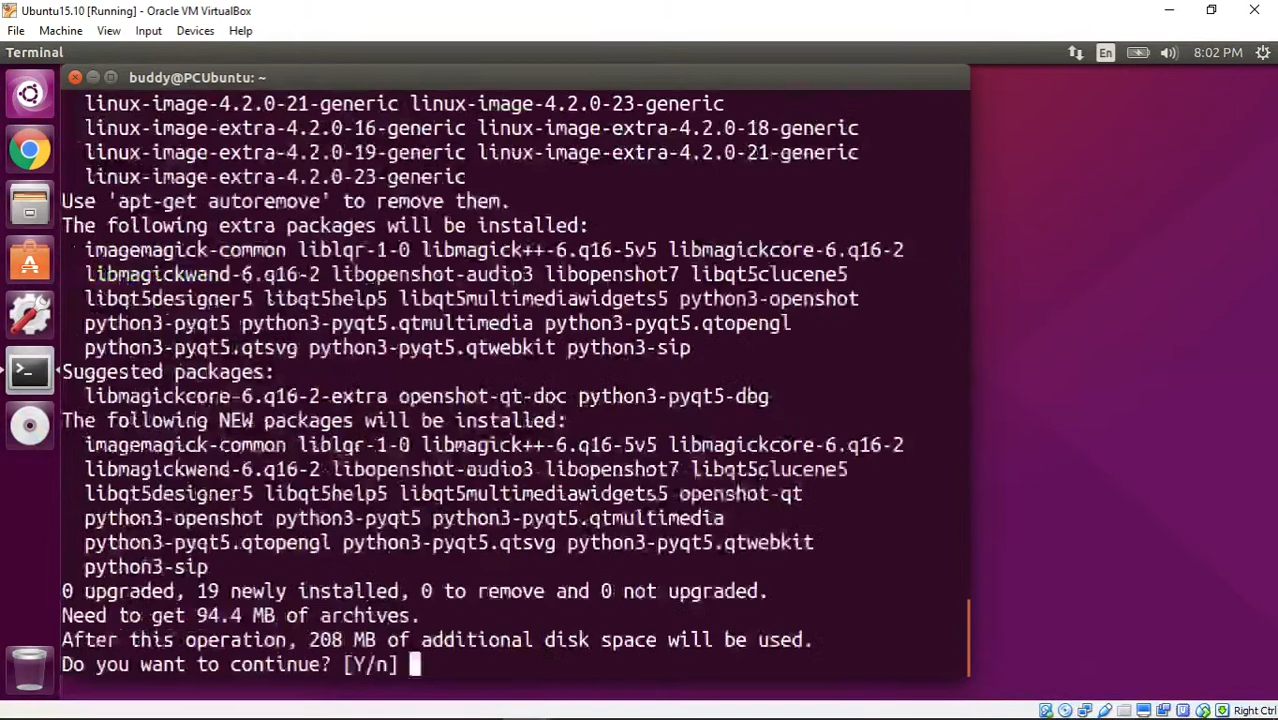 Ubuntu15.10 [Running] - Oracle VM VirtualBox
File Machine View Input Devices Help
Terminal En 8:02 PM
buddy@PCUbuntu: ~
linux-image-4.2.0-21-generic linux-image-4.2.0-23-generic
linux-image-extra-4.2.0-16-generic linux-image-extra-4.2.0-18-generic
linux-image-extra-4.2.0-19-generic linux-image-extra-4.2.0-21-generic
linux-image-extra-4.2.0-23-generic
Use 'apt-get autoremove' to remove them.
The following extra packages will be installed:
imagemagick-common liblqr-1-0 libmagick++-6.q16-5v5 libmagickcore-6.q16-2
libmagickwand-6.q16-2 libopenshot-audio3 libopenshot7 libqt5clucene5
libqt5designer5 libqt5help5 libqt5multimediawidgets5 python3-openshot
python3-pyqt5 python3-pyqt5.qtmultimedia python3-pyqt5.qtopengl
python3-pyqt5.qtsvg python3-pyqt5.qtwebkit python3-sip
Suggested packages:
libmagickcore-6.q16-2-extra openshot-qt-doc python3-pyqt5-dbg
The following NEW packages will be installed:
imagemagick-common liblqr-1-0 libmagick++-6.q16-5v5 libmagickcore-6.q16-2
libmagickwand-6.q16-2 libopenshot-audio3 libopenshot7 libqt5clucene5
libqt5designer5 libqt5help5 libqt5multimediawidgets5 openshot-qt
python3-openshot python3-pyqt5 python3-pyqt5.qtmultimedia
python3-pyqt5.qtopengl python3-pyqt5.qtsvg python3-pyqt5.qtwebkit
python3-sip
0 upgraded, 19 newly installed, 0 to remove and 0 not upgraded.
Need to get 94.4 MB of archives.
After this operation, 208 MB of additional disk space will be used.
Do you want to continue? [Y/n]
Right Ctrl